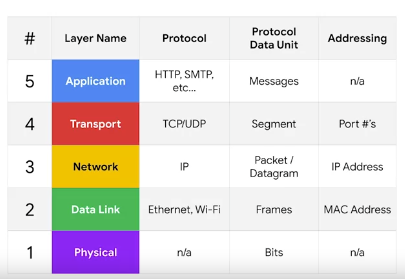 # Layer Name Protocol Protocol Data Unit Addressing
5 Application HTTP, SMTP, etc... Messages n/a
4 Transport TCP/UDP Segment Port #'s
3 Network IP Packet / Datagram IP Address
2 Data Link Ethernet, Wi-Fi Frames MAC Address
1 Physical n/a Bits n/a